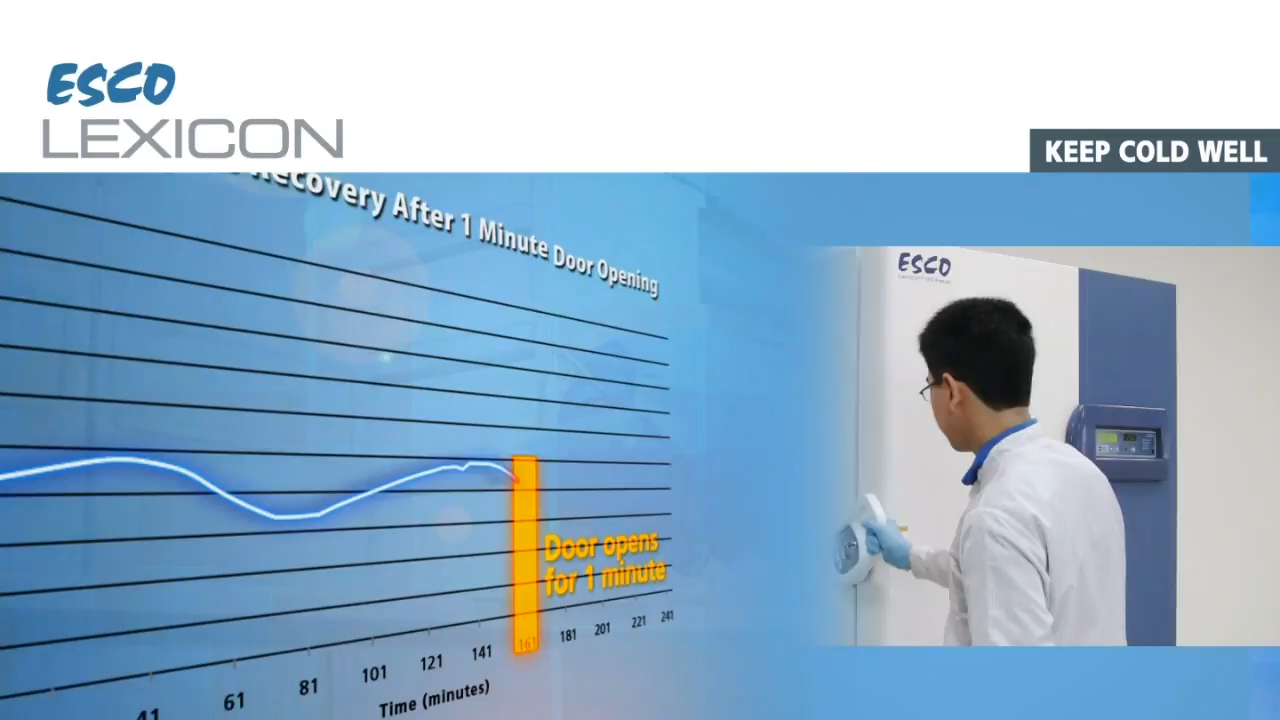 ESCO
LEXICON
KEEP COLD WELL
Recovery After 1 Minute Door Opening
ESCO
Door opens
for 1 minute
41 61 81 101 121 141 161 181 201 221 241
Time (minutes)